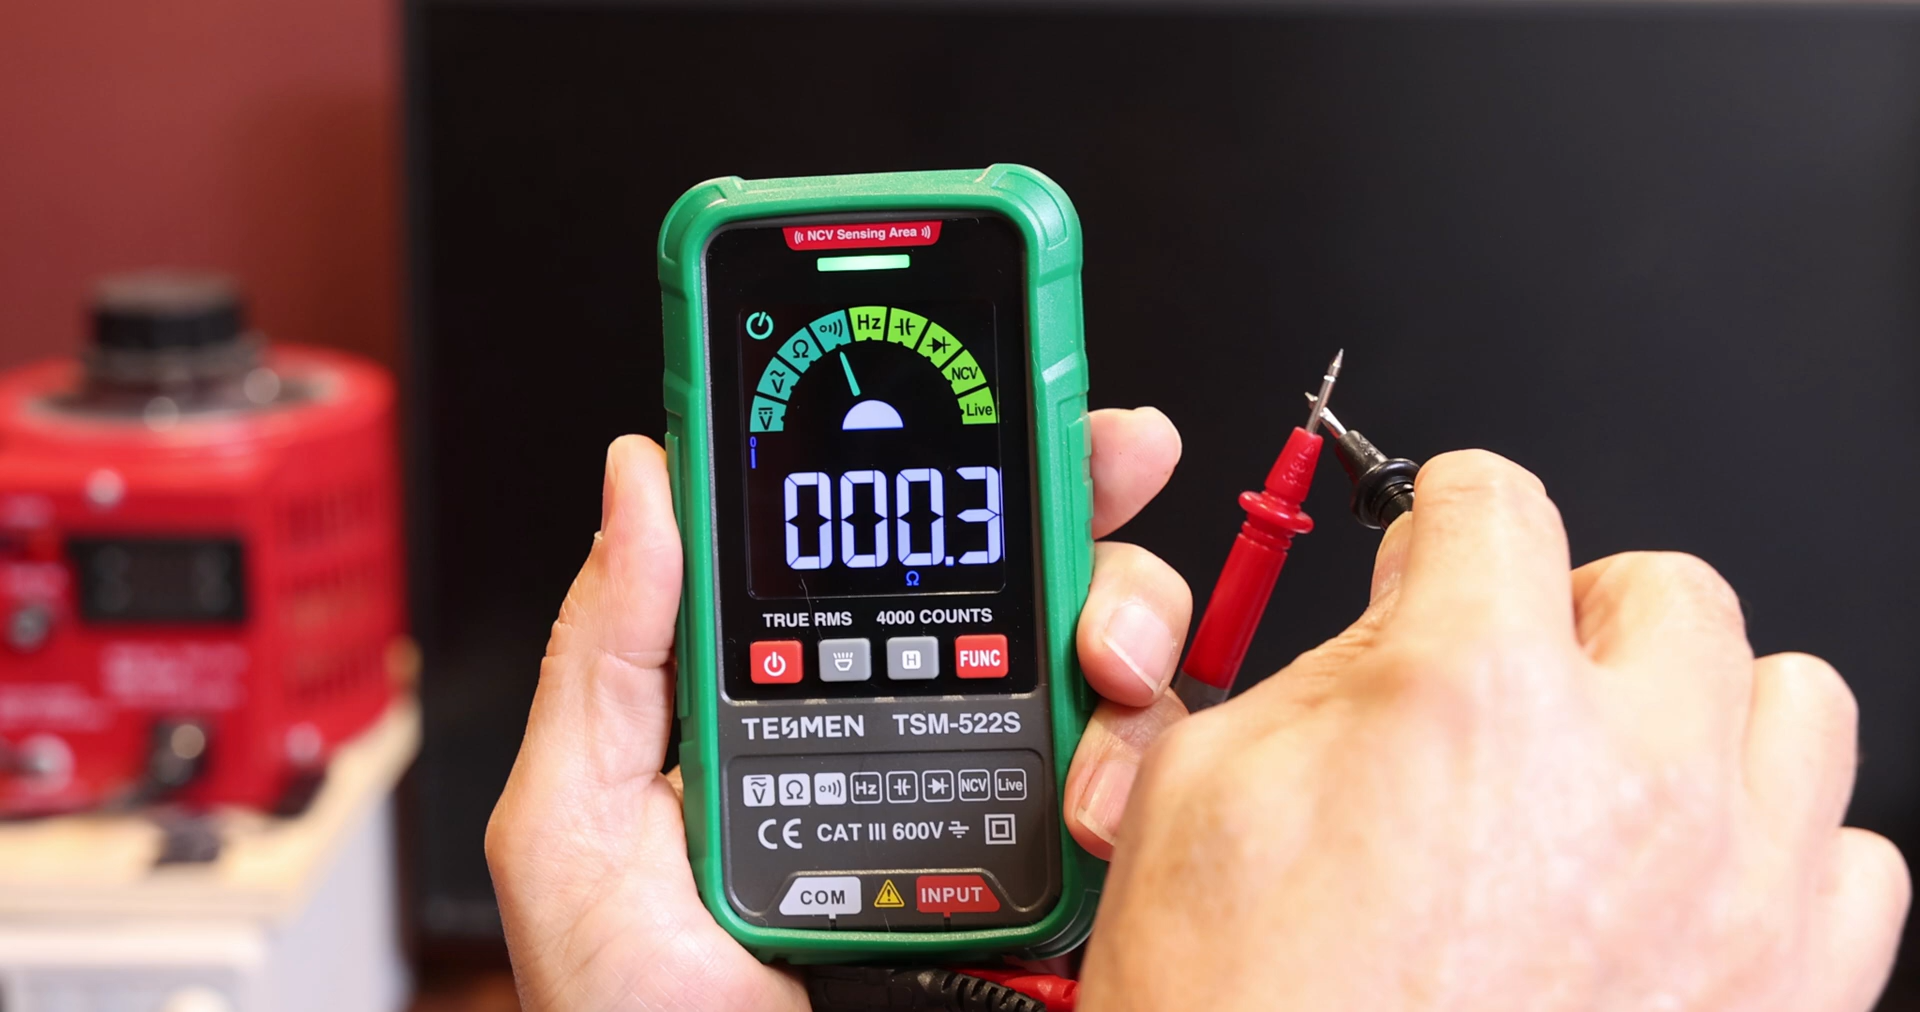 NCV Sensing Area
Hz
NCV
Live
Ω
V
0
000.3
Ω
TRUE RMS 4000 COUNTS
H FUNC
TESMEN TSM-522S
V Ω Hz NCV Live
CE CAT III 600V
COM INPUT